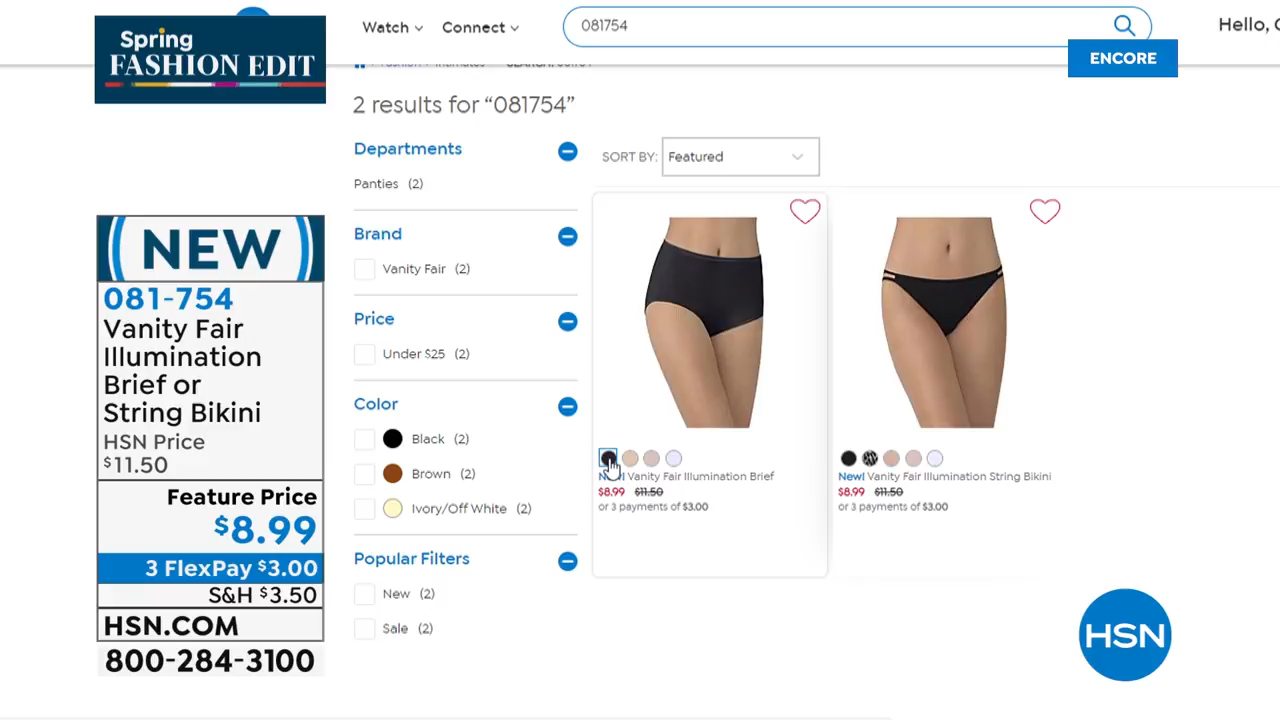 Spring
FASHION EDIT
Watch
Connect
081754
Hello,
ENCORE
2 results for “081754”
Departments
Panties (2)
Brand
Vanity Fair (2)
Price
Under $25 (2)
Color
Black (2)
Brown (2)
Ivory/Off White (2)
Popular Filters
New (2)
Sale (2)
SORT BY: Featured
New! Vanity Fair Illumination Brief
$8.99 $11.50
or 3 payments of $3.00
New! Vanity Fair Illumination String Bikini
$8.99 $11.50
or 3 payments of $3.00
NEW
081-754
Vanity Fair
Illumination
Brief or
String Bikini
HSN Price
$11.50
Feature Price
$8.99
3 FlexPay $3.00
S&H $3.50
HSN.COM
800-284-3100
HSN